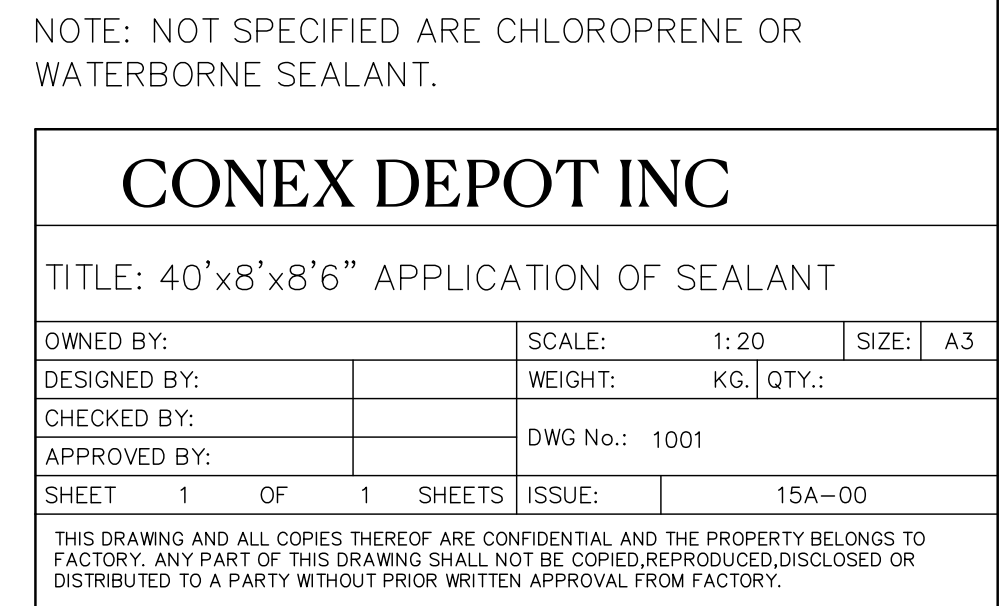 NOTE: NOT SPECIFIED ARE CHLOROPRENE OR
WATERBORNE SEALANT.
CONEX DEPOT INC
TITLE: 40'x8'x8'6” APPLICATION OF SEALANT
OWNED BY: SCALE: 1:20 SIZE: A3
DESIGNED BY: WEIGHT: KG. QTY.:
CHECKED BY:
DWG No.: 1001
APPROVED BY:
SHEET 1 OF 1 SHEETS ISSUE: 15A-00
THIS DRAWING AND ALL COPIES THEREOF ARE CONFIDENTIAL AND THE PROPERTY BELONGS TO
FACTORY. ANY PART OF THIS DRAWING SHALL NOT BE COPIED,REPRODUCED,DISCLOSED OR
DISTRIBUTED TO A PARTY WITHOUT PRIOR WRITTEN APPROVAL FROM FACTORY.